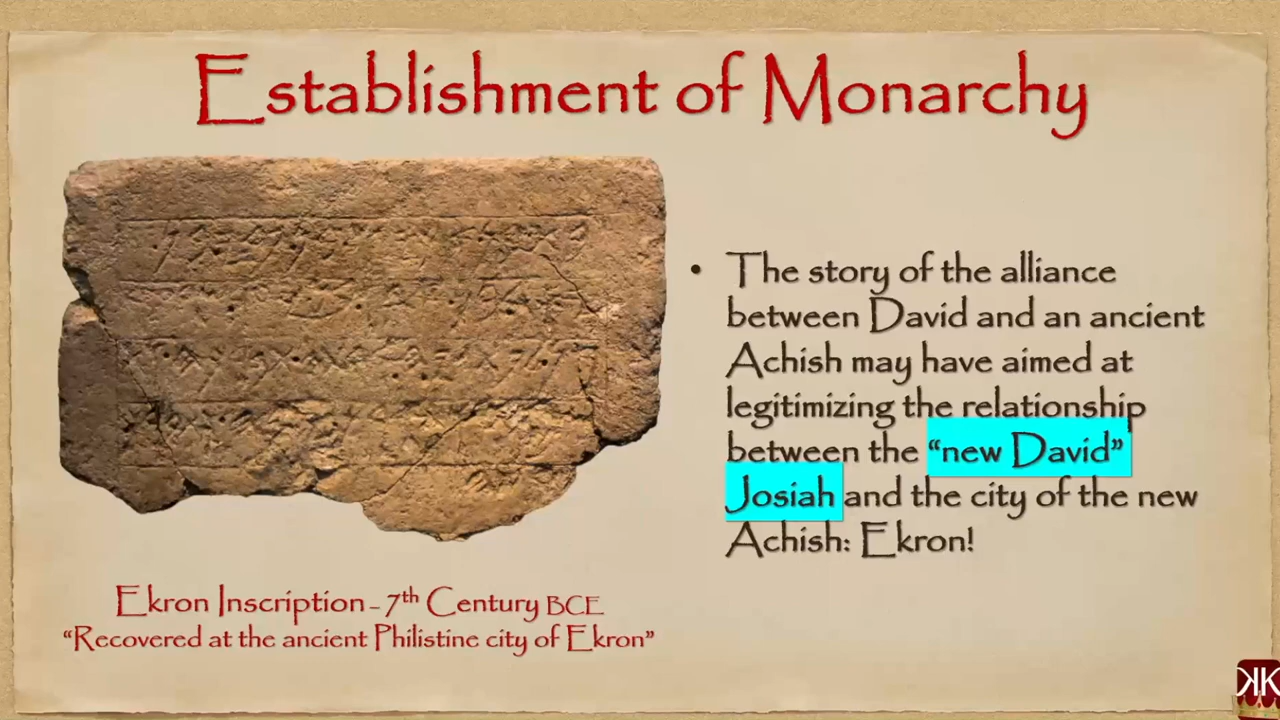 Establishment of Monarchy
• The story of the alliance
between David and an ancient
Achish may have aimed at
legitimizing the relationship
between the “new David”
Josiah and the city of the new
Achish: Ekron!
Ekron Inscription – 7th Century BCE
“Recovered at the ancient Philistine city of Ekron”
KK